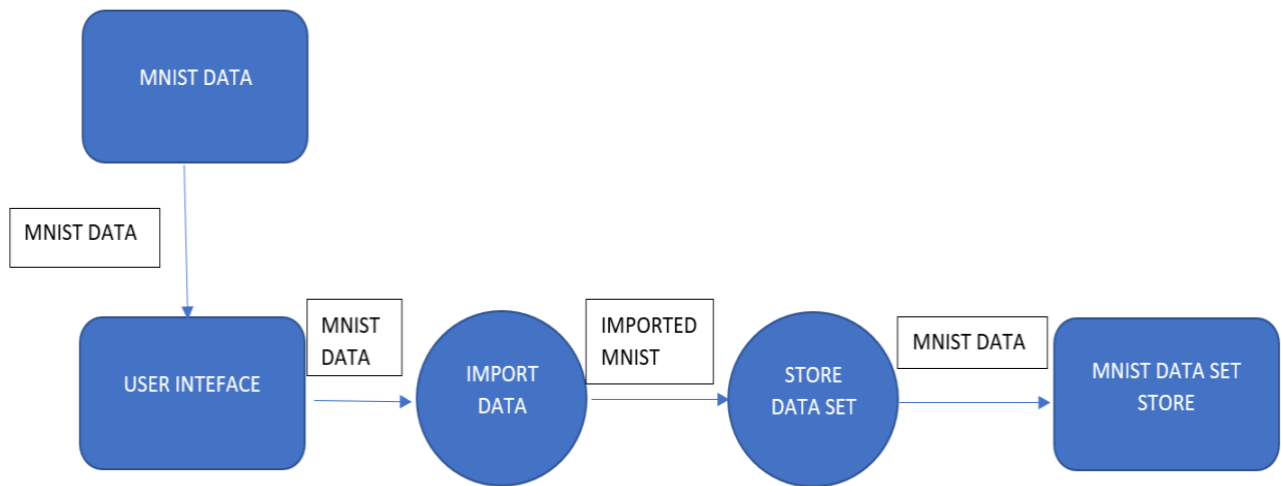 MNIST DATA
MNIST DATA
USER INTEFACE
MNIST
DATA
IMPORT
DATA
IMPORTED
MNIST
STORE
DATA SET
MNIST DATA
MNIST DATA SET
STORE